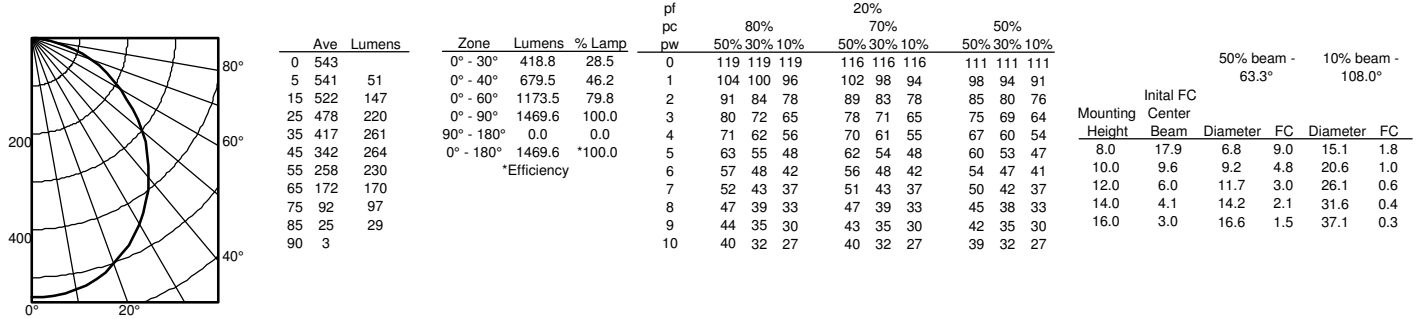 200
400
0° 20°
40°
60°
80°
Ave Lumens
0 543
5 541 51
15 522 147
25 478 220
35 417 261
45 342 264
55 258 230
65 172 170
75 92 97
85 25 29
90 3
Zone Lumens % Lamp
0° - 30° 418.8 28.5
0° - 40° 679.5 46.2
0° - 60° 1173.5 79.8
0° - 90° 1469.6 100.0
90° - 180° 0.0 0.0
0° - 180° 1469.6 *100.0
*Efficiency
pf 20%
pc 80% 70% 50%
pw 50% 30% 10% 50% 30% 10% 50% 30% 10%
0 119 119 119 116 116 116 111 111 111
1 104 100 96 102 98 94 98 94 91
2 91 84 78 89 83 78 85 80 76
3 80 72 65 78 71 65 75 69 64
4 71 62 56 70 61 55 67 60 54
5 63 55 48 62 54 48 60 53 47
6 57 48 42 56 48 42 54 47 41
7 52 43 37 51 43 37 50 42 37
8 47 39 33 47 39 33 45 38 33
9 44 35 30 43 35 30 42 35 30
10 40 32 27 40 32 27 39 32 27
50% beam - 10% beam -
63.3° 108.0°
Inital FC
Mounting Center
Height Beam Diameter FC Diameter FC
8.0 17.9 6.8 9.0 15.1 1.8
10.0 9.6 9.2 4.8 20.6 1.0
12.0 6.0 11.7 3.0 26.1 0.6
14.0 4.1 14.2 2.1 31.6 0.4
16.0 3.0 16.6 1.5 37.1 0.3